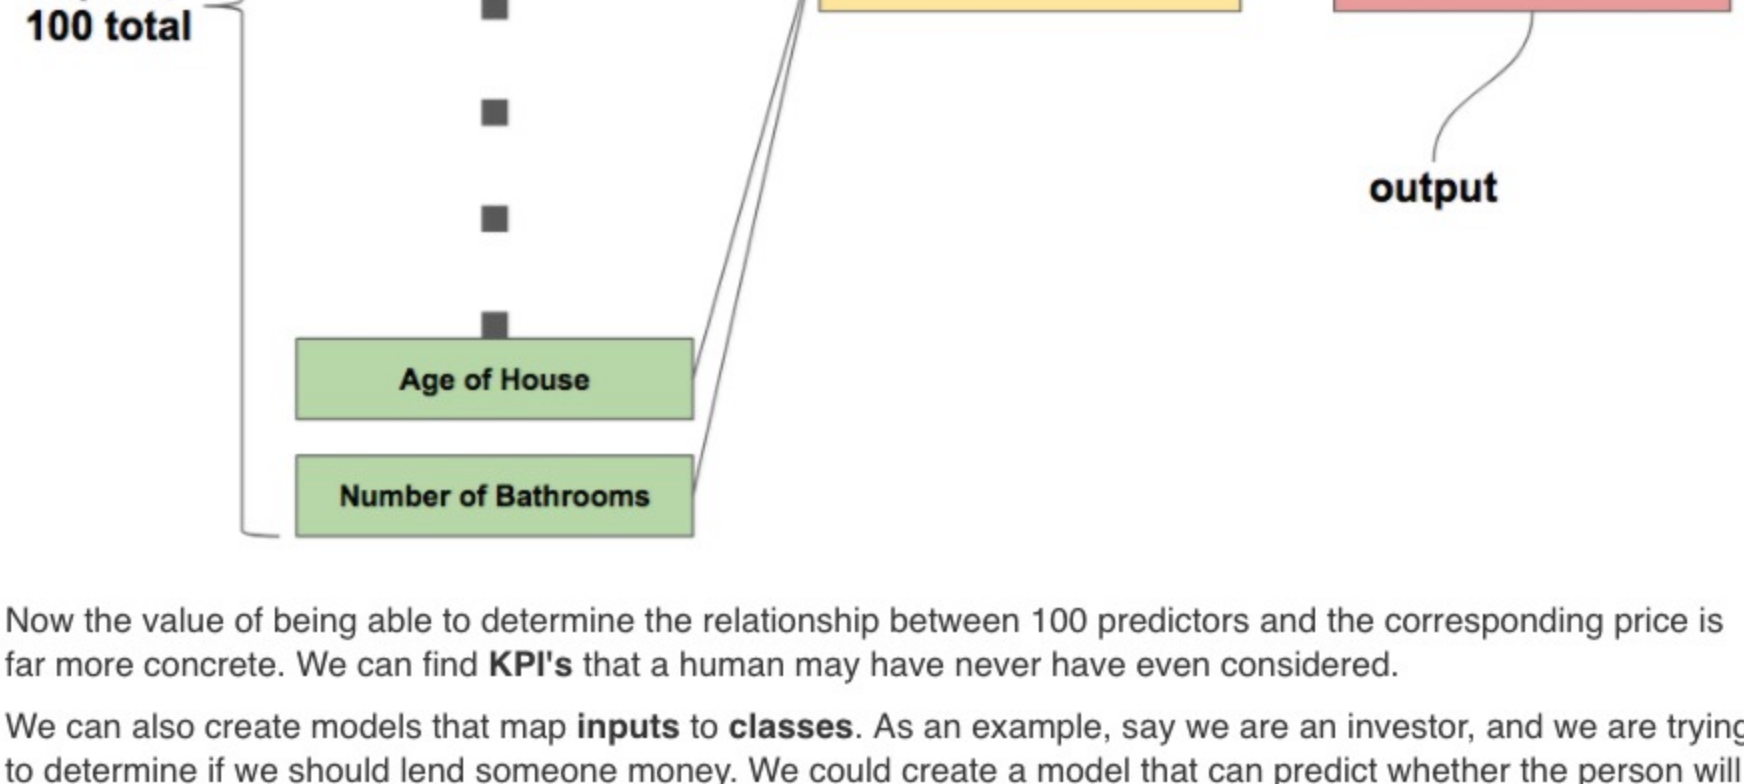 100 total
output
Age of House
Number of Bathrooms
Now the value of being able to determine the relationship between 100 predictors and the corresponding price is
far more concrete. We can find KPI's that a human may have never have even considered.
We can also create models that map inputs to classes. As an example, say we are an investor, and we are trying
to determine if we should lend someone money. We could create a model that can predict whether the person will